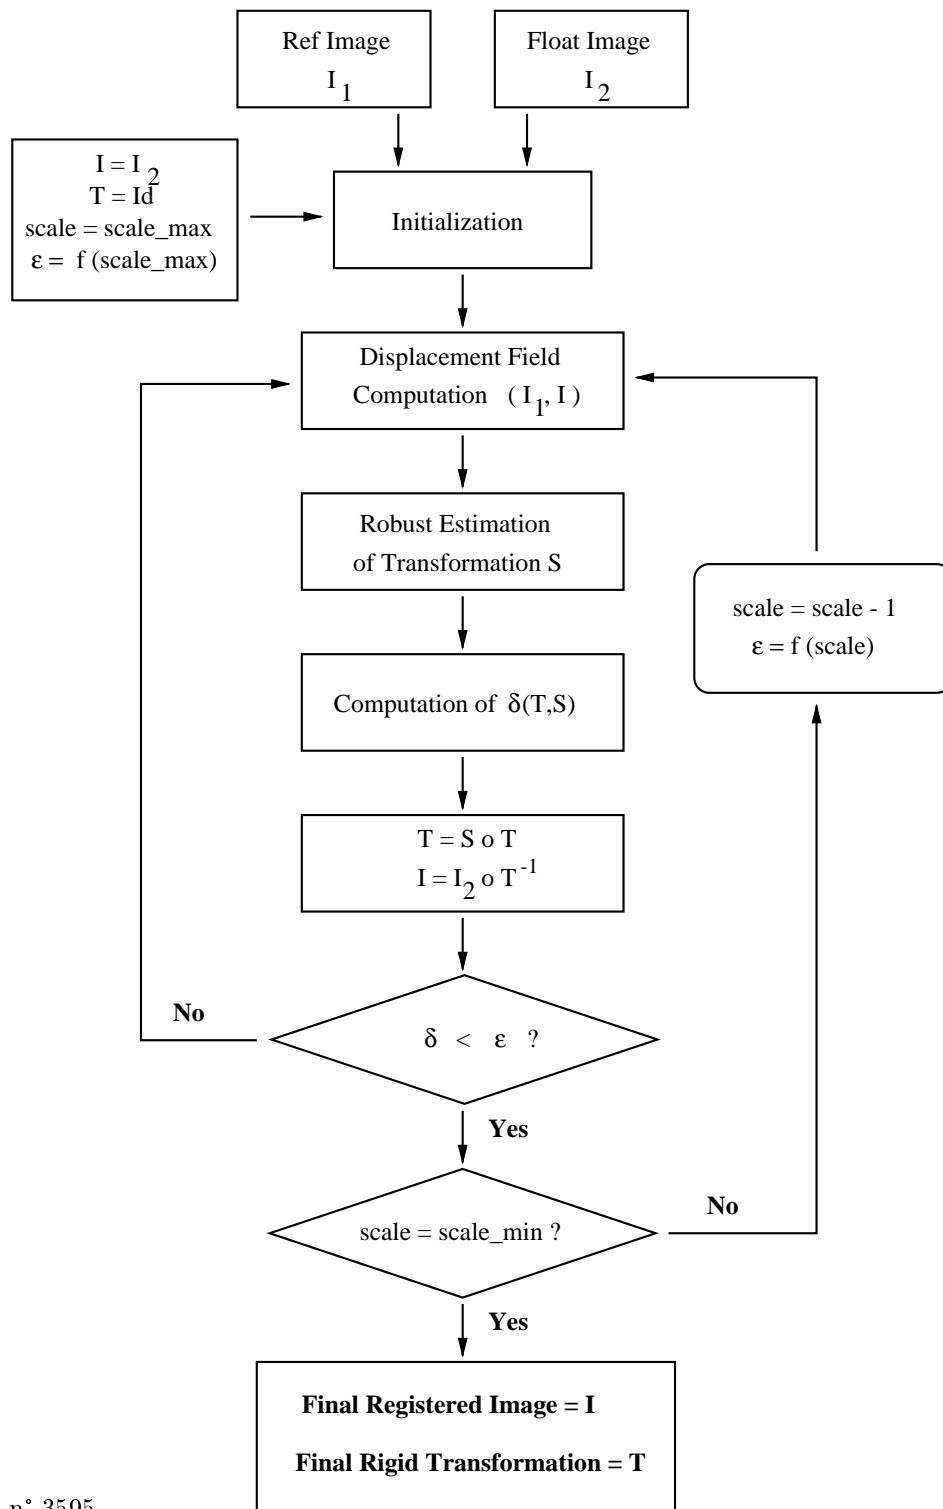 Ref Image
I1
Float Image
I2
I = I2
T = Id
scale = scale_max
ε = f (scale_max)
Initialization
Displacement Field
Computation ( I1, I )
Robust Estimation
of Transformation S
scale = scale - 1
ε = f (scale)
Computation of δ(T,S)
T = S o T
I = I2 o T-1
No
δ < ε ?
Yes
No
scale = scale_min ?
Yes
Final Registered Image = I
Final Rigid Transformation = T
n° 3595